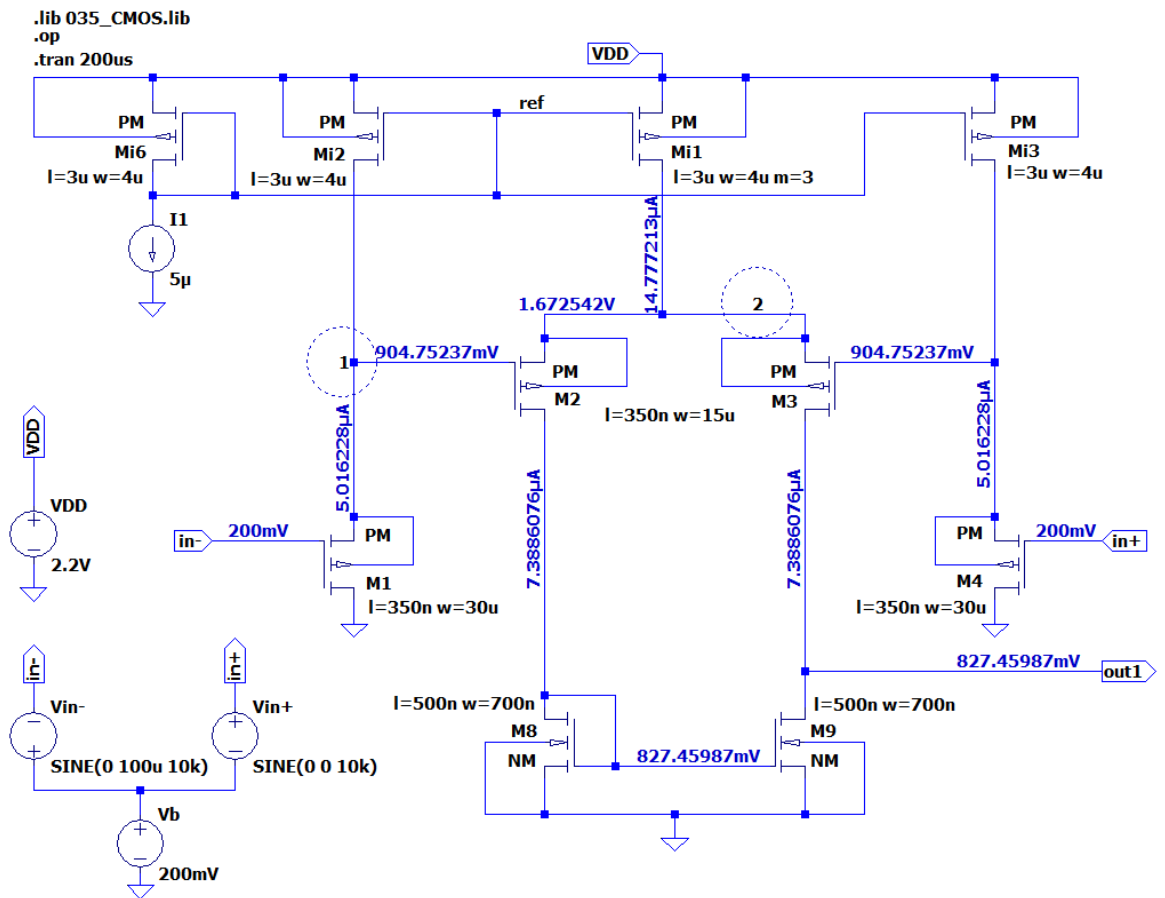 .lib 035_CMOS.lib
.op
.tran 200us
VDD
ref
PM
Mi6
l=3u w=4u
PM
Mi2
l=3u w=4u
PM
Mi1
l=3u w=4u m=3
PM
Mi3
l=3u w=4u
I1
5µ
14.777213µA
1.672542V
2
1
904.75237mV
904.75237mV
PM
M2
PM
M3
l=350n w=15u
5.016228µA
5.016228µA
7.3886076µA
7.3886076µA
VDD
VDD
2.2V
in-
200mV
PM
M1
l=350n w=30u
200mV
in+
PM
M4
l=350n w=30u
827.45987mV
out1
in-
in+
Vin-
SINE(0 100u 10k)
Vin+
SINE(0 0 10k)
Vb
200mV
l=500n w=700n
M8
NM
827.45987mV
l=500n w=700n
M9
NM